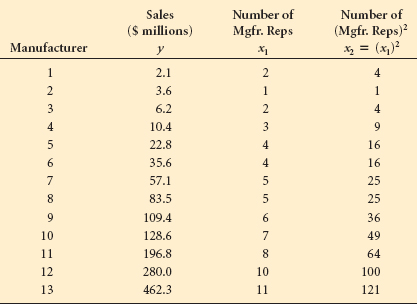 Sales Number of Number of
($ millions) Mgfr. Reps (Mgfr. Reps)²
Manufacturer y x₁ x₂ = (x₁)²
1 2.1 2 4
2 3.6 1 1
3 6.2 2 4
4 10.4 3 9
5 22.8 4 16
6 35.6 4 16
7 57.1 5 25
8 83.5 5 25
9 109.4 6 36
10 128.6 7 49
11 196.8 8 64
12 280.0 10 100
13 462.3 11 121